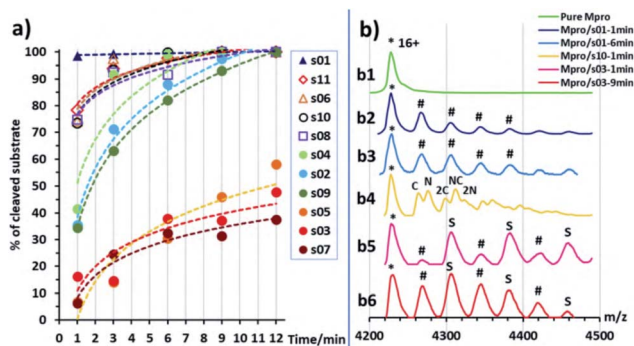 a)
% of cleaved substrate
100
90
80
70
60
50
40
30
20
10
0
0 1 2 3 4 5 6 7 8 9 10 11 12 Time/min
s01
s11
s06
s10
s08
s04
s02
s09
s05
s03
s07
b)
Pure Mpro
Mpro/s01-1min
Mpro/s01-6min
Mpro/s10-1min
Mpro/s03-1min
Mpro/s03-9min
b1 * 16+
b2 * # # # #
b3 * # # # #
b4 * C N 2C NC 2N
b5 * # S # S # S
b6 * # S # S # S
4200 4300 4400 4500 m/z